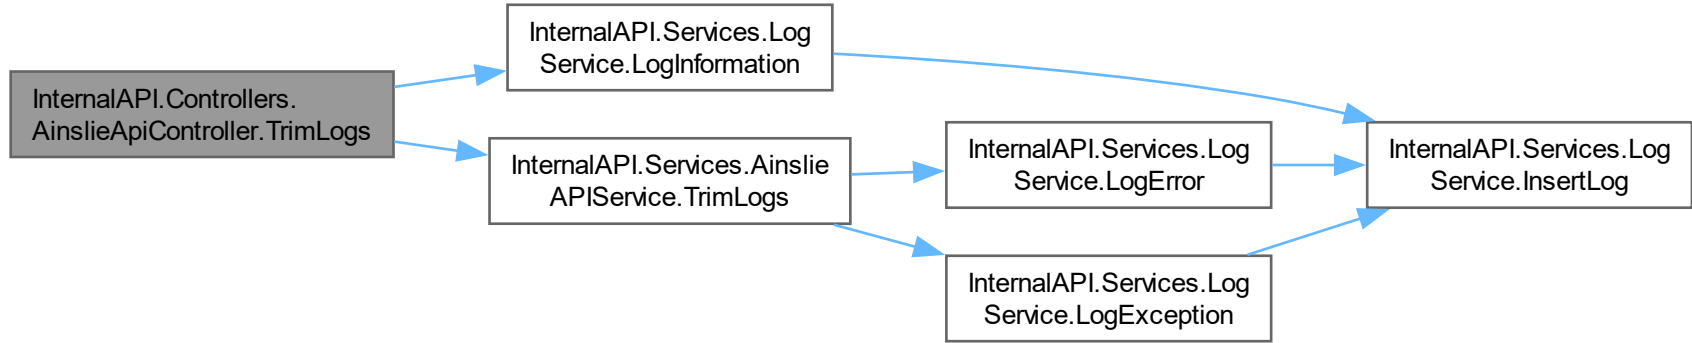 InternalAPI.Controllers.
AinslieApiController.TrimLogs
InternalAPI.Services.Log
Service.LogInformation
InternalAPI.Services.Ainslie
APIService.TrimLogs
InternalAPI.Services.Log
Service.LogError
InternalAPI.Services.Log
Service.LogException
InternalAPI.Services.Log
Service.InsertLog